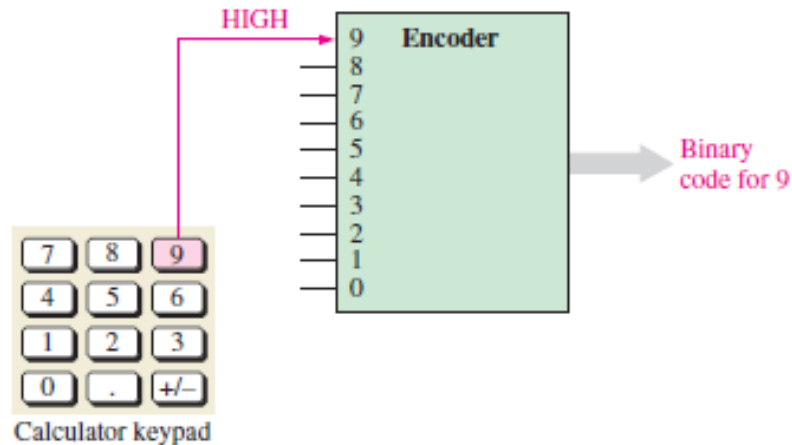 HIGH
9 Encoder
8
7
6
5
4
3
2
1
0
Binary
code for 9
7 8 9
4 5 6
1 2 3
0 . +/–
Calculator keypad